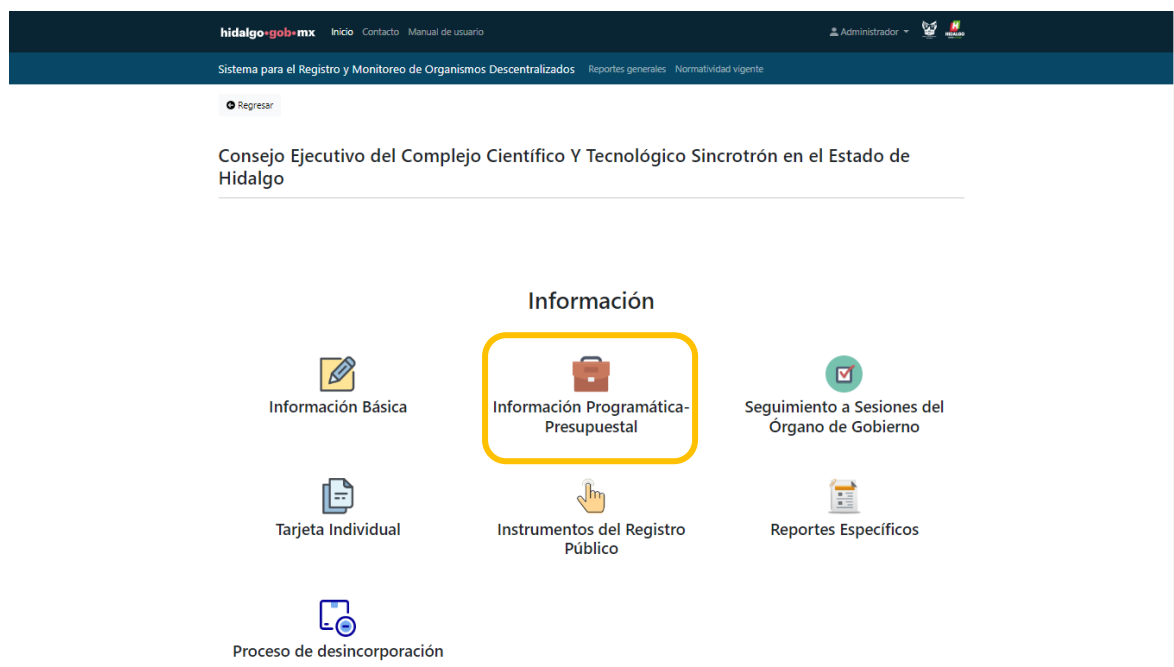 hidalgo•gob•mx Inicio Contacto Manual de usuario Administrador
HIDALGO
Sistema para el Registro y Monitoreo de Organismos Descentralizados Reportes generales Normatividad vigente
Regresar
Consejo Ejecutivo del Complejo Científico Y Tecnológico Sincrotrón en el Estado de
Hidalgo
Información
Información Básica
Información Programática-
Presupuestal
Seguimiento a Sesiones del
Órgano de Gobierno
Tarjeta Individual
Instrumentos del Registro
Público
Reportes Específicos
Proceso de desincorporación